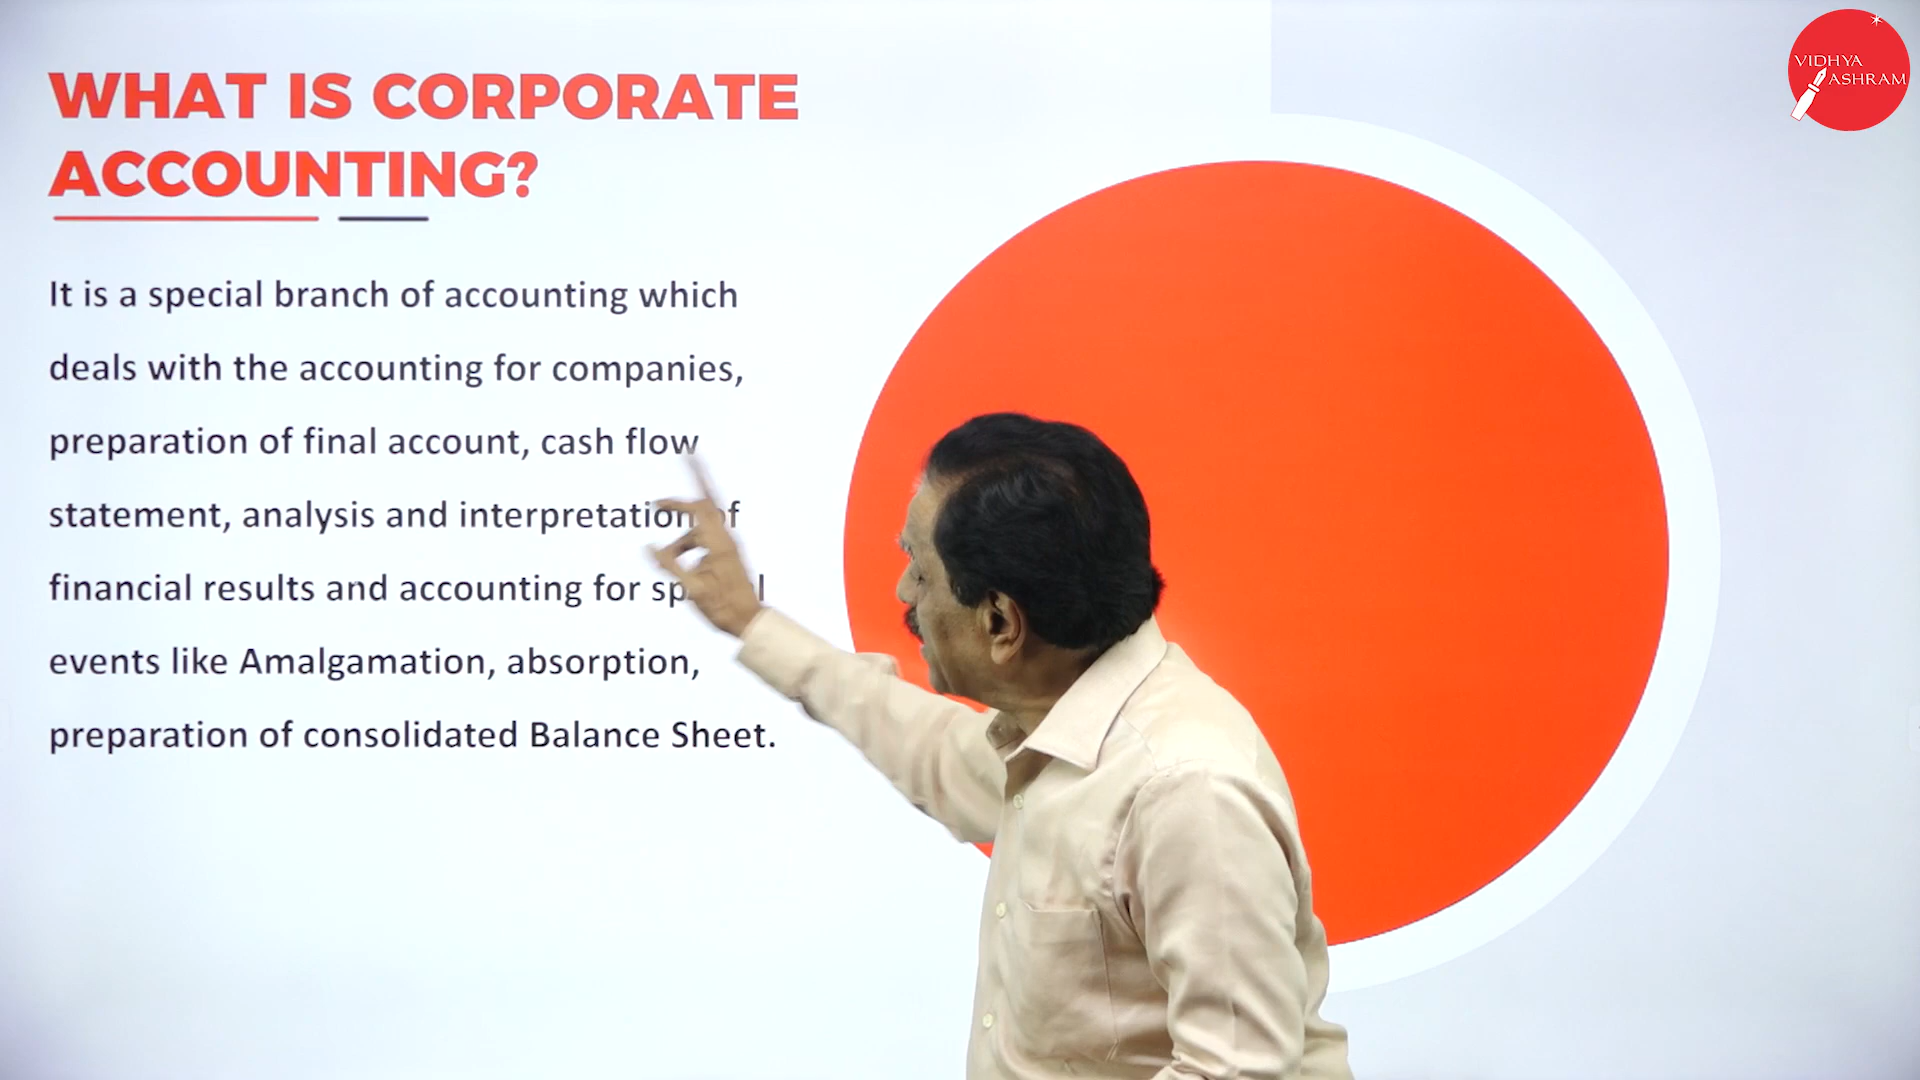 WHAT IS CORPORATE
ACCOUNTING?
It is a special branch of accounting which
deals with the accounting for companies,
preparation of final account, cash flow
statement, analysis and interpretation of
financial results and accounting for
events like Amalgamation, absorption,
preparation of consolidated Balance Sheet.
VIDHYA
ASHRAM